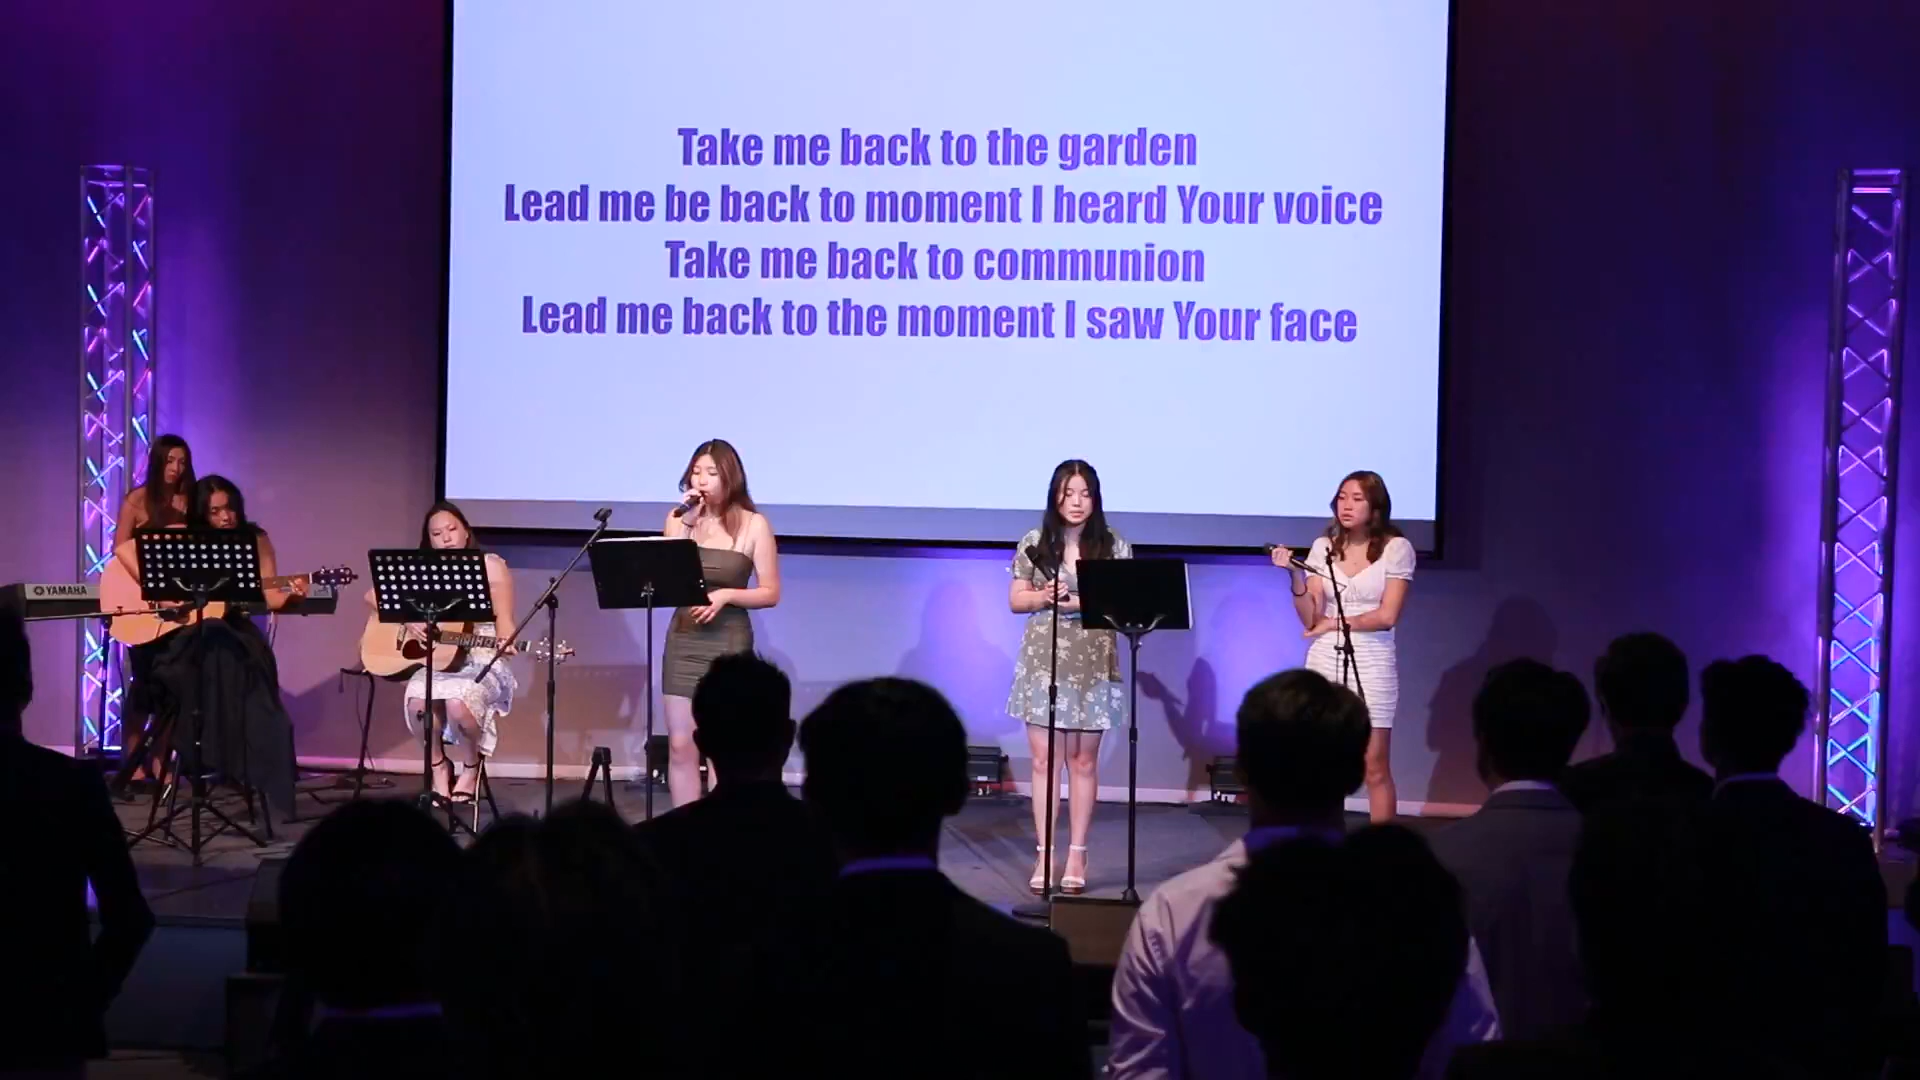 Take me back to the garden
Lead me be back to moment I heard Your voice
Take me back to communion
Lead me back to the moment I saw Your face
YAMAHA